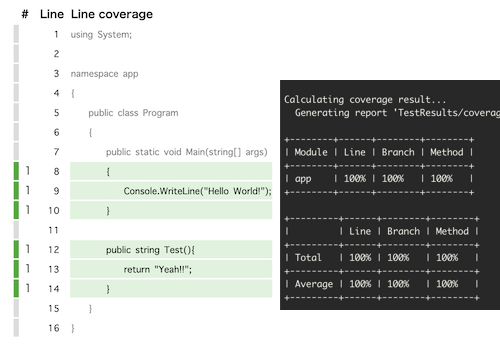 # Line Line coverage
1 using System;
2
3 namespace app
4 {
5 public class Program
6 {
7 public static void Main(string[] args)
1 8 {
1 9 Console.WriteLine("Hello World!");
1 10 }
11
1 12 public string Test(){
1 13 return "Yeah!!";
1 14 }
15 }
16 }
Calculating coverage result...
Generating report 'TestResults/coverag
+--------+------+--------+--------+
| Module | Line | Branch | Method |
+--------+------+--------+--------+
| app | 100% | 100% | 100% |
+--------+------+--------+--------+
+---------+------+--------+--------+
| | Line | Branch | Method |
+---------+------+--------+--------+
| Total | 100% | 100% | 100% |
+---------+------+--------+--------+
| Average | 100% | 100% | 100% |
+---------+------+--------+--------+